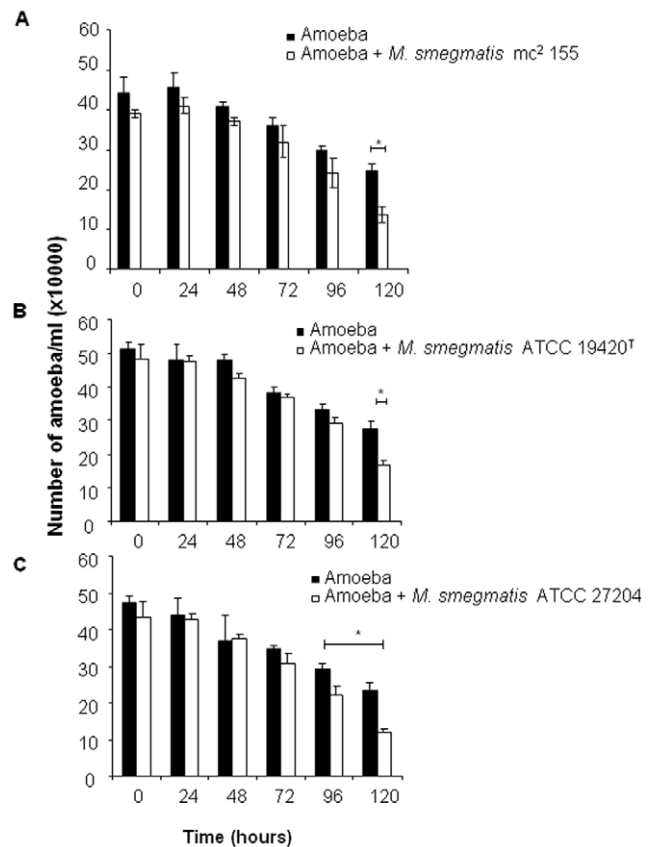 A
60
50
40
30
20
10
0
Amoeba
Amoeba + M. smegmatis mc² 155
*
0 24 48 72 96 120
B
60
50
40
30
20
10
0
Amoeba
Amoeba + M. smegmatis ATCC 19420ᵀ
*
0 24 48 72 96 120
C
60
50
40
30
20
10
0
Amoeba
Amoeba + M. smegmatis ATCC 27204
*
0 24 48 72 96 120
Number of amoeba/ml (x10000)
Time (hours)